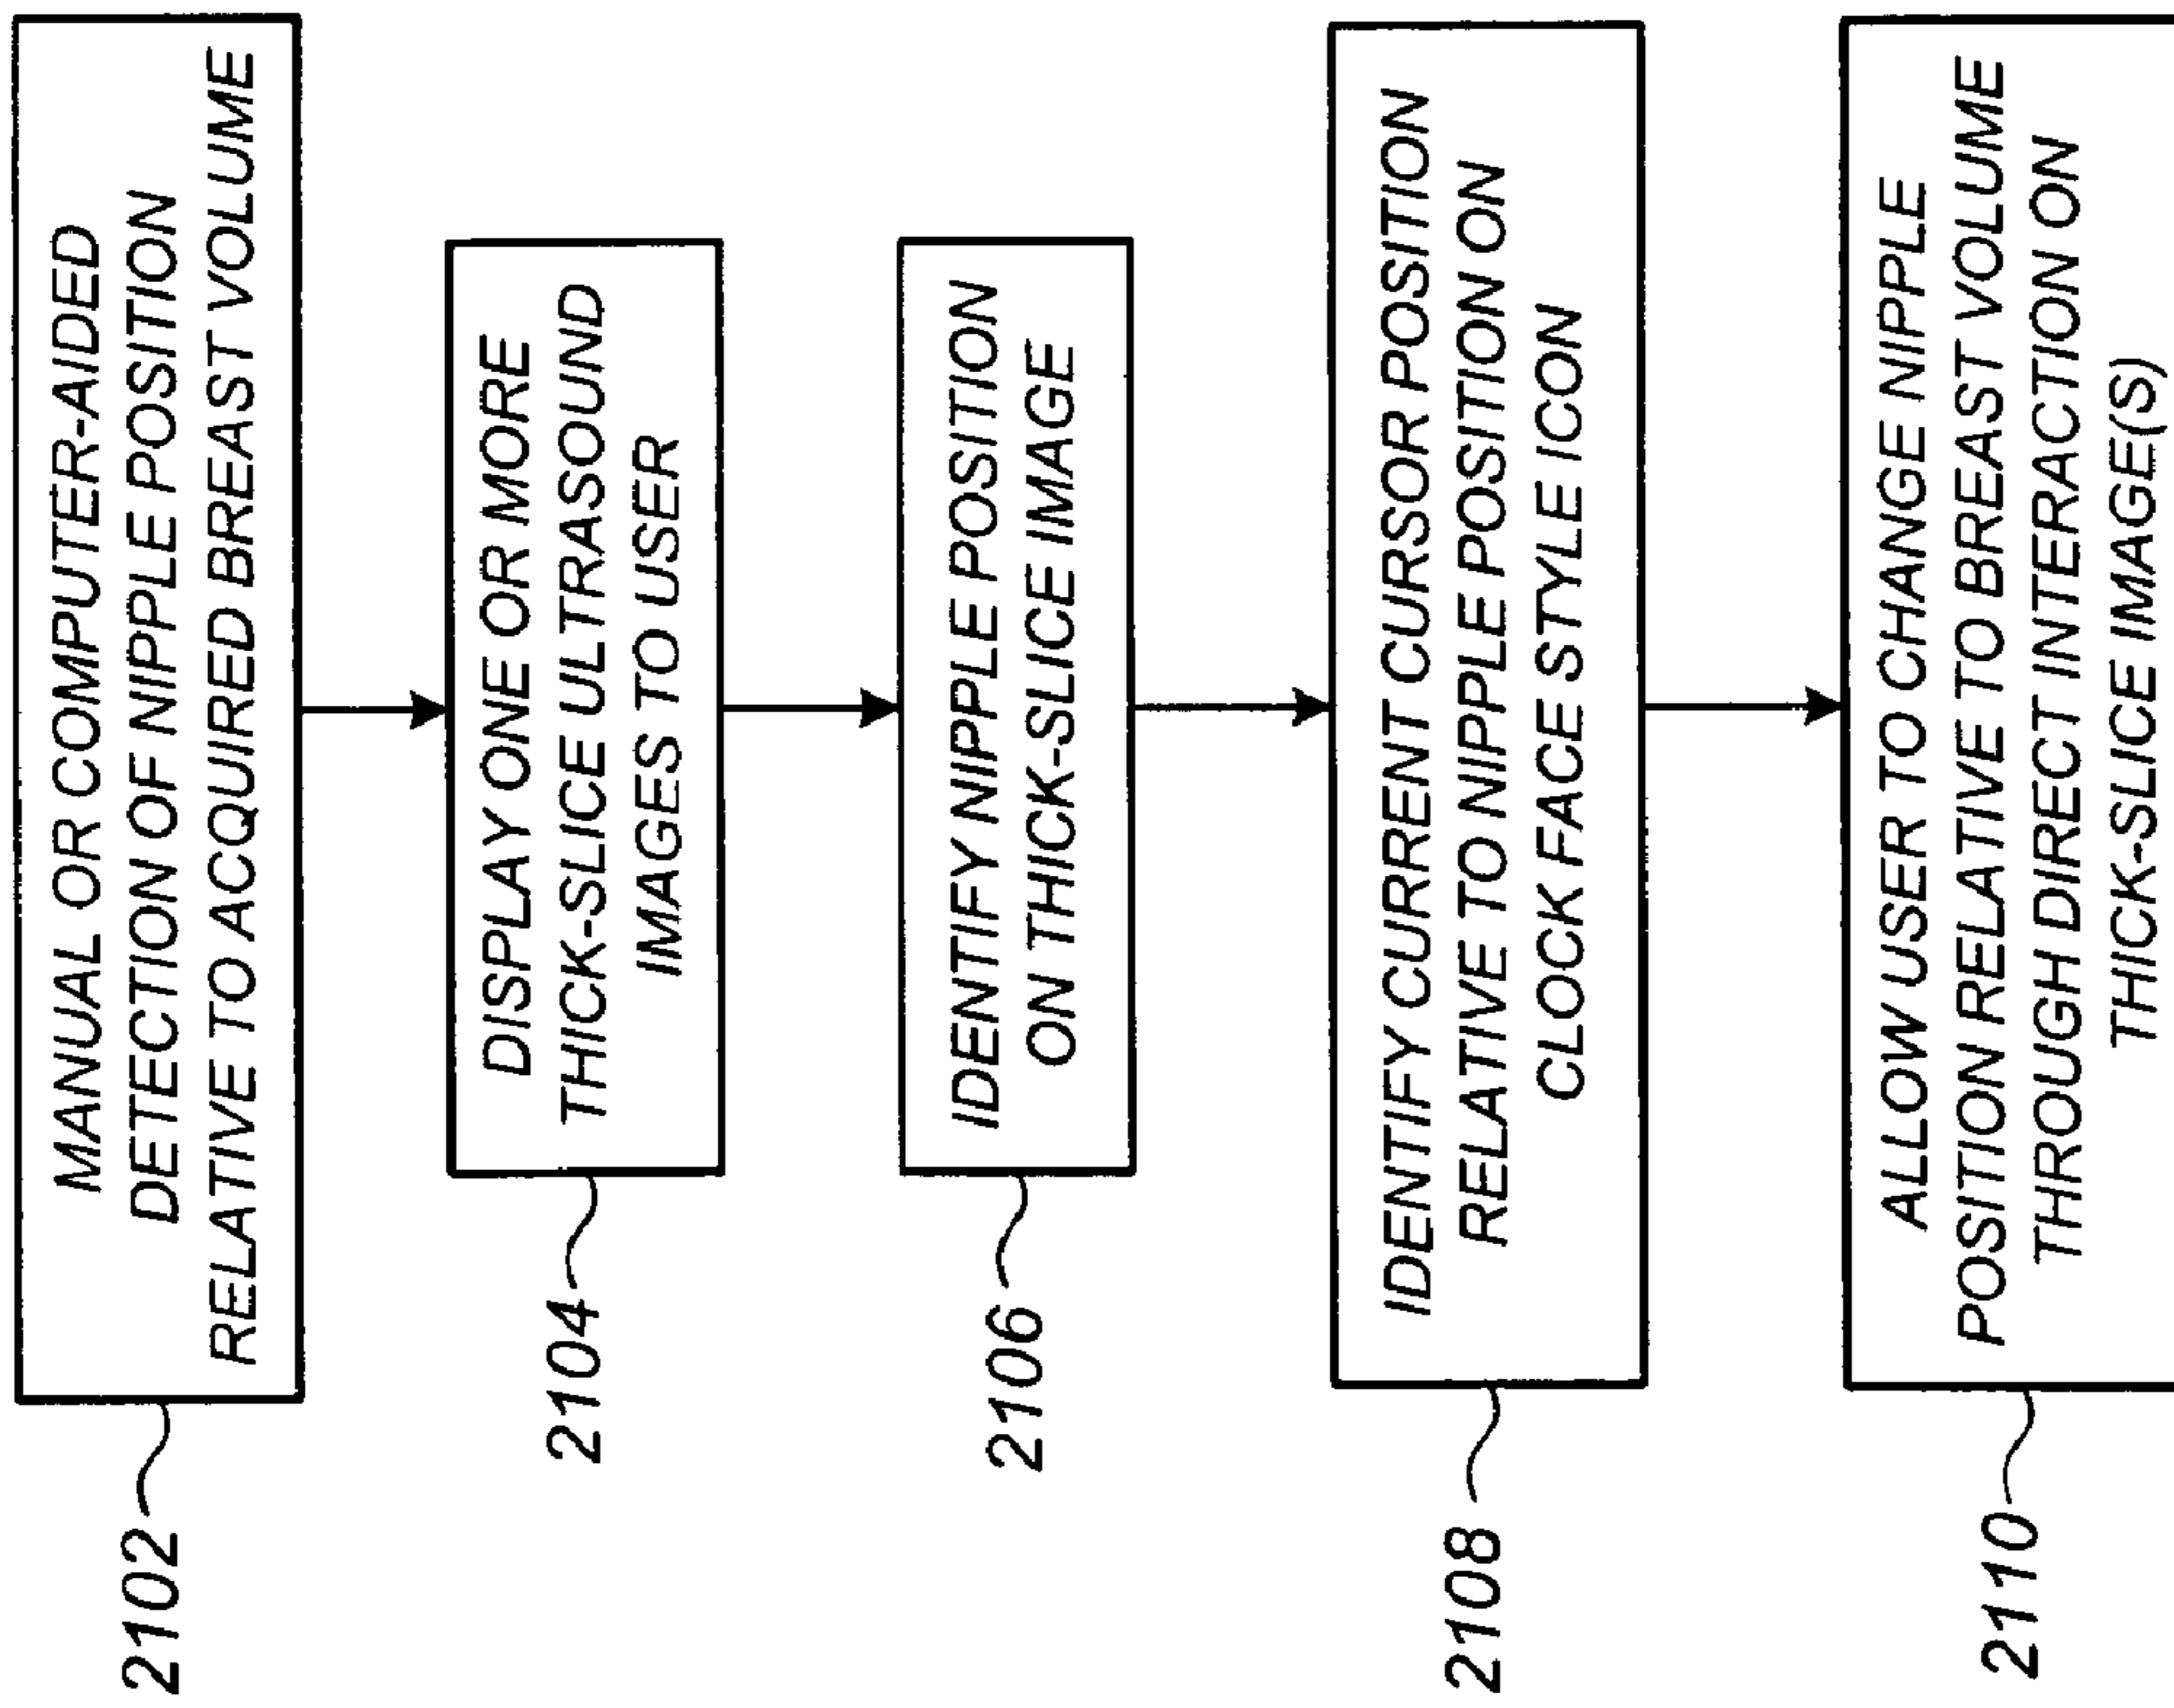 2102
MANUAL OR COMPUTER-AIDED
DETECTION OF NIPPLE POSITION
RELATIVE TO ACQUIRED BREAST VOLUME
2104
DISPLAY ONE OR MORE
THICK-SLICE ULTRASOUND
IMAGES TO USER
2106
IDENTIFY NIPPLE POSITION
ON THICK-SLICE IMAGE
2108
IDENTIFY CURRENT CURSOR POSITION
RELATIVE TO NIPPLE POSITION ON
CLOCK FACE STYLE ICON
2110
ALLOW USER TO CHANGE NIPPLE
POSITION RELATIVE TO BREAST VOLUME
THROUGH DIRECT INTERACTION ON
THICK-SLICE IMAGE(S)